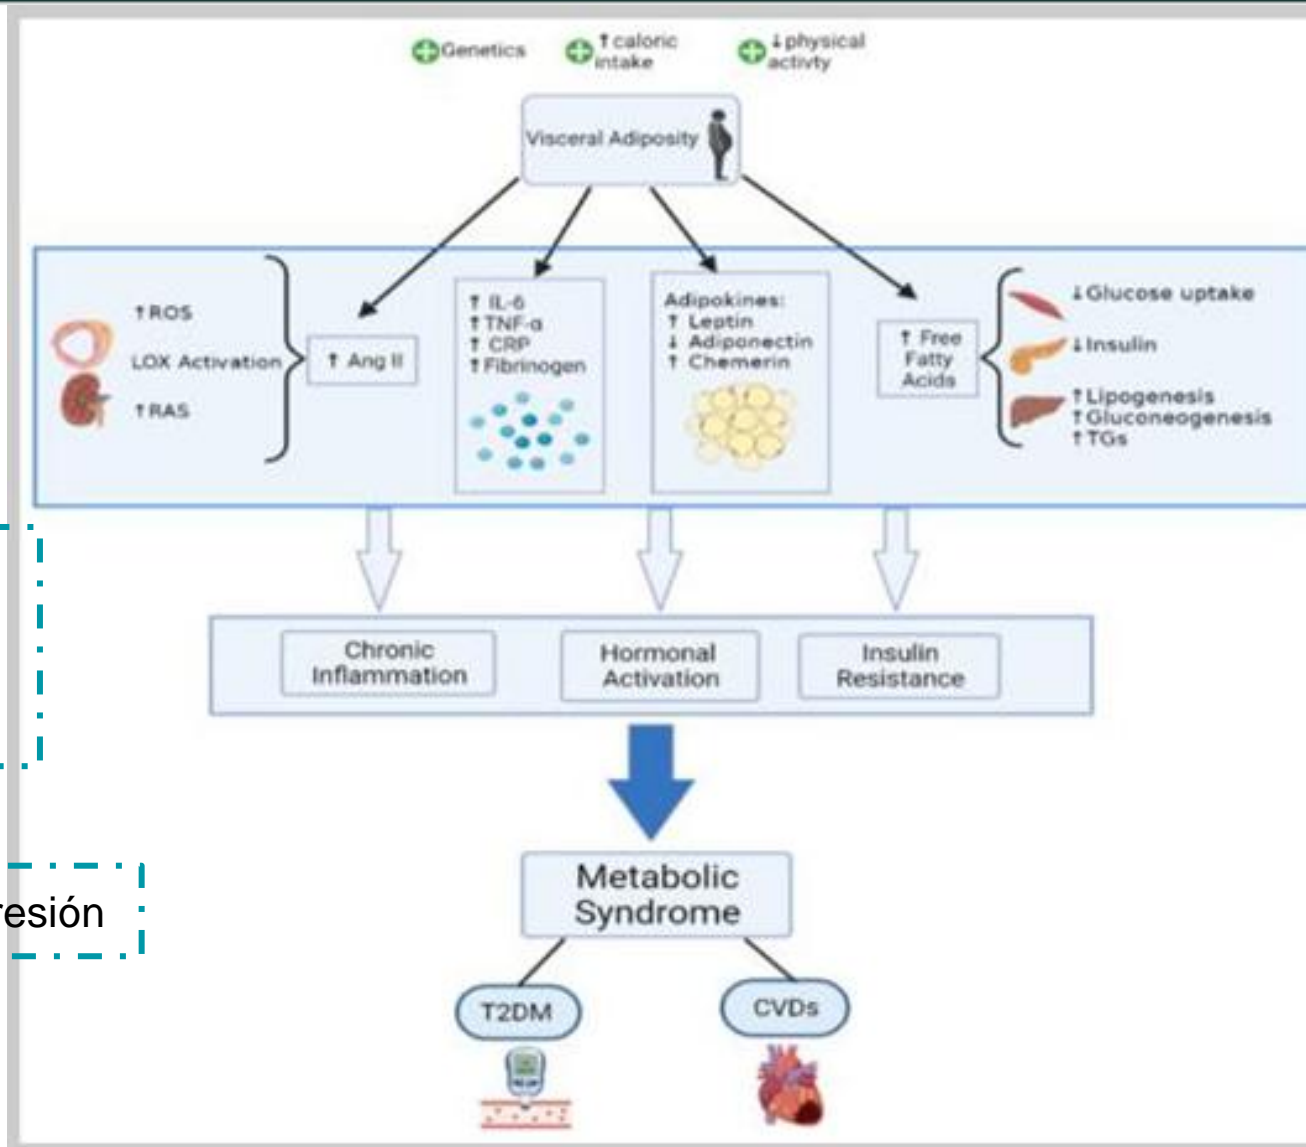 Genetics
↑ caloric
intake
↓ physical
activty
Visceral Adiposity
↑ ROS
LOX Activation
↑ RAS
↑ Ang II
↑ IL-6
↑ TNF-α
↑ CRP
↑ Fibrinogen
Adipokines:
↑ Leptin
↓ Adiponectin
↑ Chemerin
↑ Free
Fatty
Acids
↓ Glucose uptake
↓ Insulin
↑ Lipogenesis
↑ Gluconeogenesis
↑ TGs
Chronic
Inflammation
Hormonal
Activation
Insulin
Resistance
resión
Metabolic
Syndrome
T2DM
CVDs